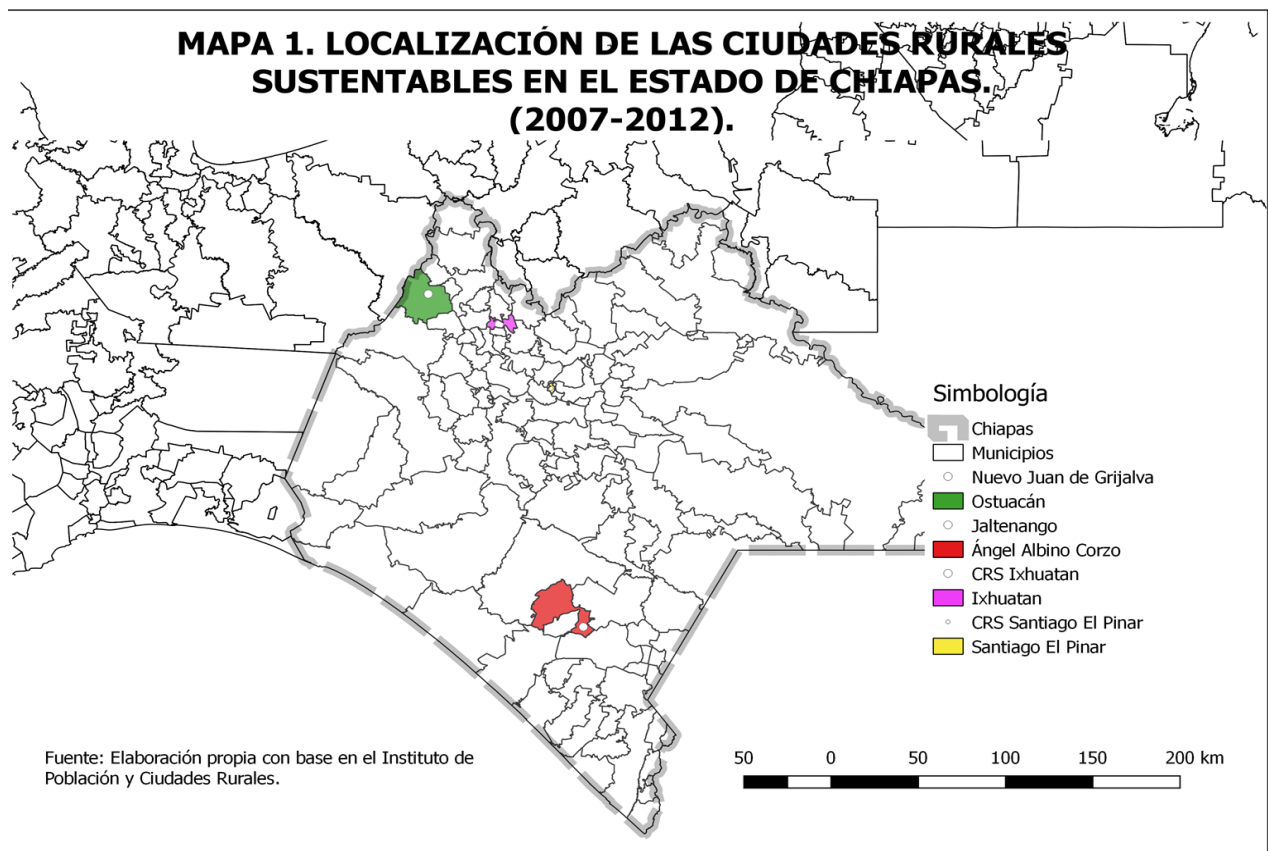 MAPA 1. LOCALIZACIÓN DE LAS CIUDADES RURALES
SUSTENTABLES EN EL ESTADO DE CHIAPAS.
(2007-2012).
Simbología
Chiapas
Municipios
Nuevo Juan de Grijalva
Ostuacán
Jaltenango
Ángel Albino Corzo
CRS Ixhuatan
Ixhuatan
CRS Santiago El Pinar
Santiago El Pinar
Fuente: Elaboración propia con base en el Instituto de
Población y Ciudades Rurales.
50 0 50 100 150 200 km